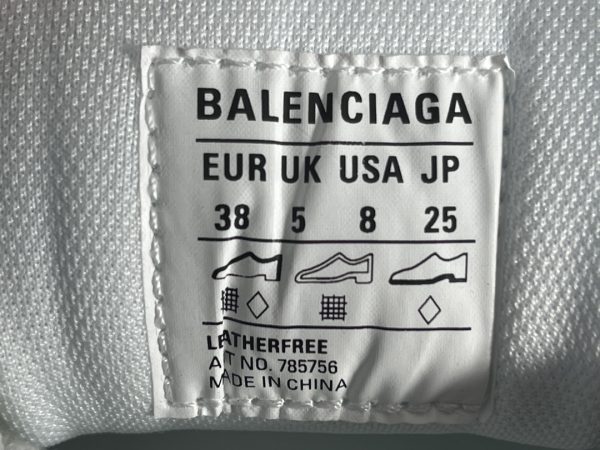 BALENCIAGA
EUR UK USA JP
38 5 8 25
LEATHERFREE
ART NO. 785756
MADE IN CHINA